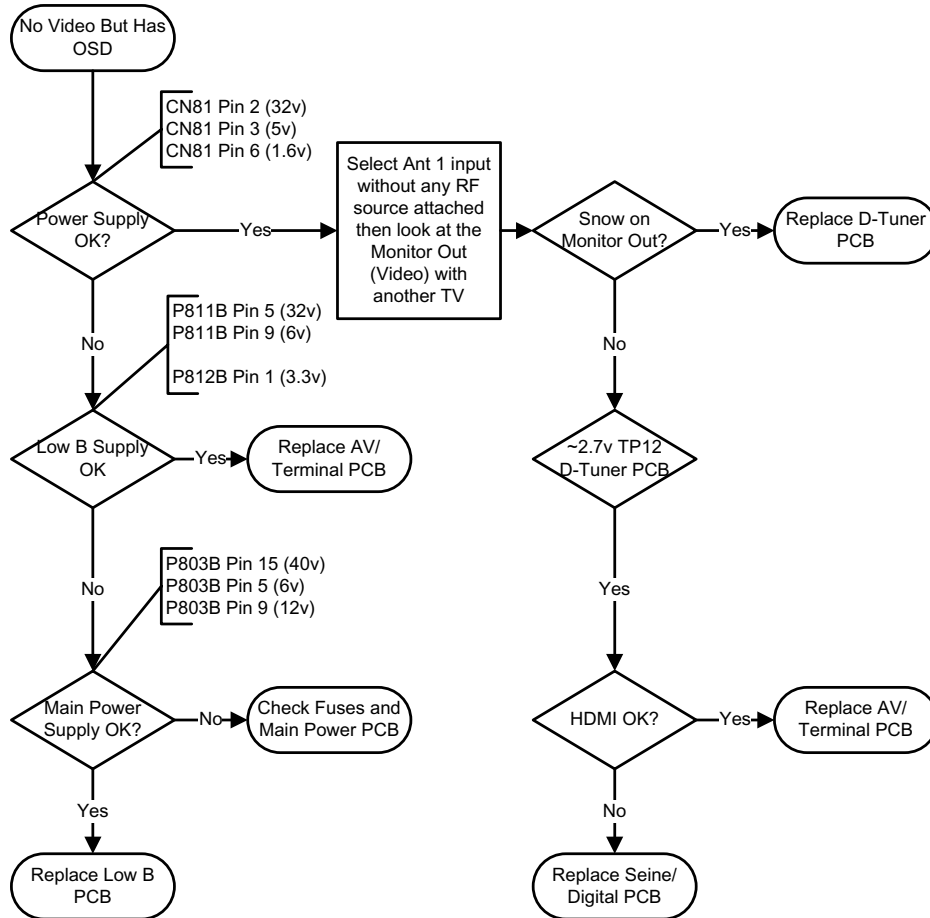 No Video But Has
OSD
CN81 Pin 2 (32v)
CN81 Pin 3 (5v)
CN81 Pin 6 (1.6v)
Power Supply
OK?
Yes
Select Ant 1 input
without any RF
source attached
then look at the
Monitor Out
(Video) with
another TV
Snow on
Monitor Out?
Yes
Replace D-Tuner
PCB
No
P811B Pin 5 (32v)
P811B Pin 9 (6v)
P812B Pin 1 (3.3v)
No
Low B Supply
OK
Yes
Replace AV/
Terminal PCB
~2.7v TP12
D-Tuner PCB
No
P803B Pin 15 (40v)
P803B Pin 5 (6v)
P803B Pin 9 (12v)
Yes
Main Power
Supply OK?
No
Check Fuses and
Main Power PCB
HDMI OK?
Yes
Replace AV/
Terminal PCB
Yes
No
Replace Low B
PCB
Replace Seine/
Digital PCB